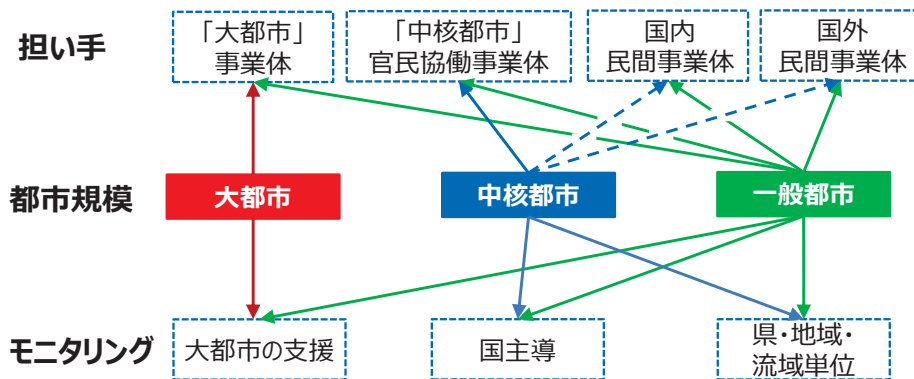 担い手
「大都市」
事業体
「中核都市」
官民協働事業体
国内
民間事業体
国外
民間事業体
都市規模
大都市
中核都市
一般都市
モニタリング
大都市の支援
国主導
県・地域・
流域単位